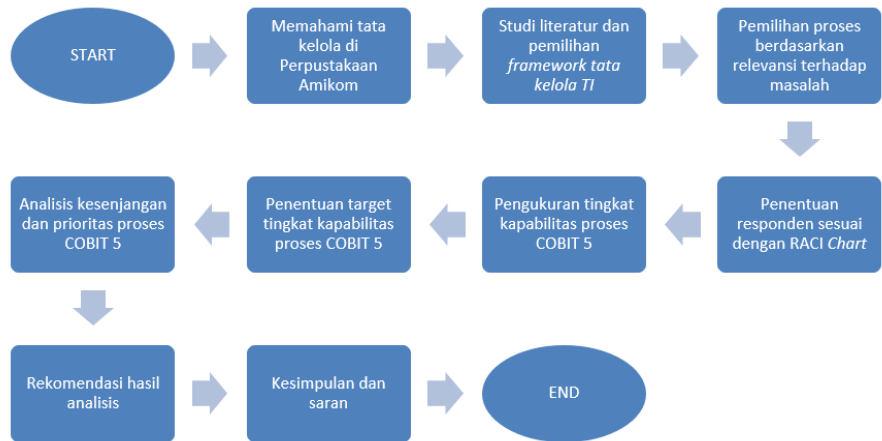 START
Memahami tata
kelola di
Perpustakaan
Amikom
Studi literatur dan
pemilihan
framework tata
kelola TI
Pemilihan proses
berdasarkan
relevansi terhadap
masalah
Penentuan
responden sesuai
dengan RACI Chart
Pengukuran tingkat
kapabilitas proses
COBIT 5
Penentuan target
tingkat kapabilitas
proses COBIT 5
Analisis kesenjangan
dan prioritas proses
COBIT 5
Rekomendasi hasil
analisis
Kesimpulan dan
saran
END